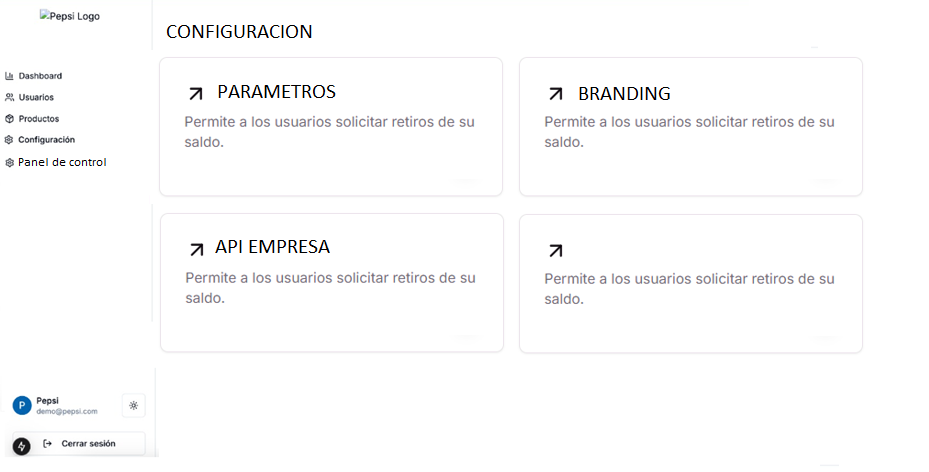 Pepsi Logo
Dashboard
Usuarios
Productos
Configuración
Panel de control
CONFIGURACION
PARAMETROS
Permite a los usuarios solicitar retiros de su
saldo.
BRANDING
Permite a los usuarios solicitar retiros de su
saldo.
API EMPRESA
Permite a los usuarios solicitar retiros de su
saldo.
Permite a los usuarios solicitar retiros de su
saldo.
P
Pepsi
demo@pepsi.com
Cerrar sesión